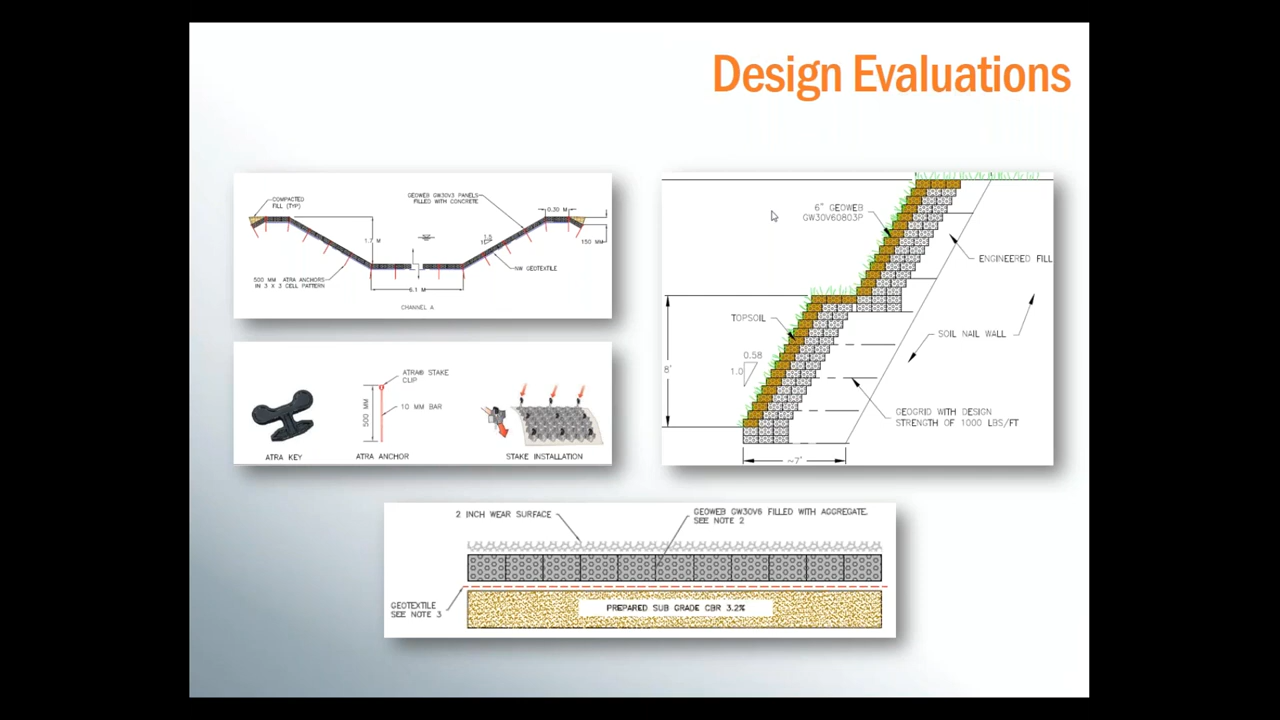 Design Evaluations
COMPACTED
FILL (TYP)
GEOWEB GW30V3 PANELS
FILLED WITH CONCRETE
0.30 M
1.7 M
1.5
150 MM
NW GEOTEXTILE
500 MM ATRA ANCHORS
IN 3 X 3 CELL PATTERN
6.1 M
CHANNEL A
ATRA® STAKE
CLIP
500 MM
10 MM BAR
ATRA KEY
ATRA ANCHOR
STAKE INSTALLATION
6" GEOWEB
GW30V60803P
ENGINEERED FILL
TOPSOIL
SOIL NAIL WALL
0.58
1.0
8'
GEOGRID WITH DESIGN
STRENGTH OF 1000 LBS/FT
~7'
2 INCH WEAR SURFACE
GEOWEB GW30V6 FILLED WITH AGGREGATE.
SEE NOTE 2
GEOTEXTILE
SEE NOTE 3
PREPARED SUB GRADE CBR 3.2%